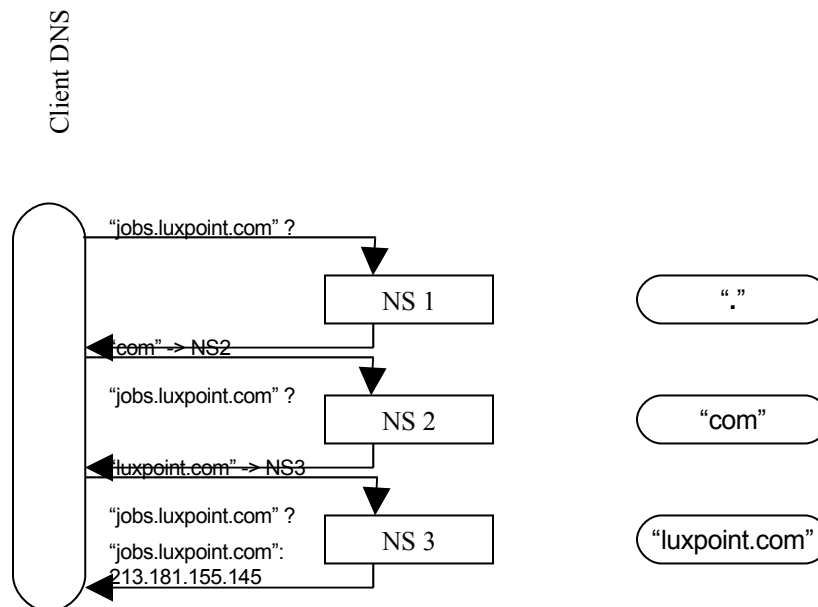 Client DNS
“jobs.luxpoint.com” ?
NS 1
“.”
“com” -> NS2
“jobs.luxpoint.com” ?
NS 2
“com”
“luxpoint.com” -> NS3
“jobs.luxpoint.com” ?
NS 3
“luxpoint.com”
“jobs.luxpoint.com”:
213.181.155.145